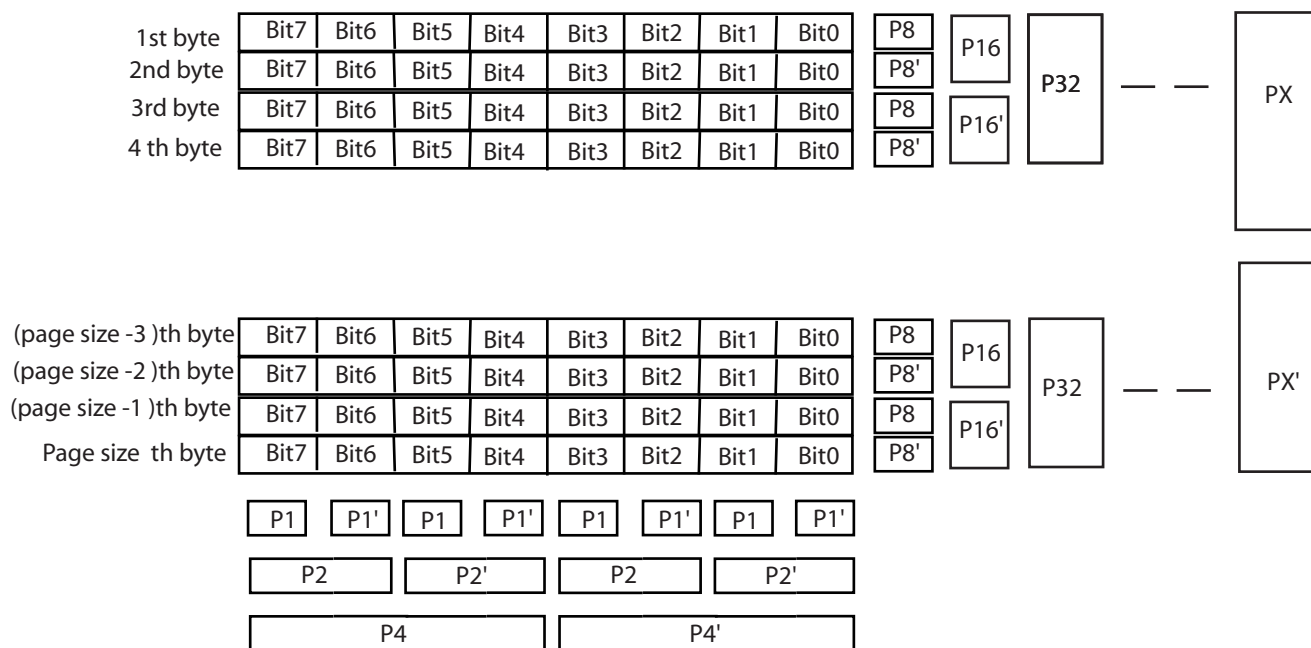 1st byte Bit7 Bit6 Bit5 Bit4 Bit3 Bit2 Bit1 Bit0 P8 P16 P32 PX
2nd byte Bit7 Bit6 Bit5 Bit4 Bit3 Bit2 Bit1 Bit0 P8'
3rd byte Bit7 Bit6 Bit5 Bit4 Bit3 Bit2 Bit1 Bit0 P8 P16'
4 th byte Bit7 Bit6 Bit5 Bit4 Bit3 Bit2 Bit1 Bit0 P8'
(page size -3 )th byte Bit7 Bit6 Bit5 Bit4 Bit3 Bit2 Bit1 Bit0 P8 P16 P32 PX'
(page size -2 )th byte Bit7 Bit6 Bit5 Bit4 Bit3 Bit2 Bit1 Bit0 P8'
(page size -1 )th byte Bit7 Bit6 Bit5 Bit4 Bit3 Bit2 Bit1 Bit0 P8 P16'
Page size th byte Bit7 Bit6 Bit5 Bit4 Bit3 Bit2 Bit1 Bit0 P8'
P1 P1' P1 P1' P1 P1' P1 P1'
P2 P2' P2 P2'
P4 P4'